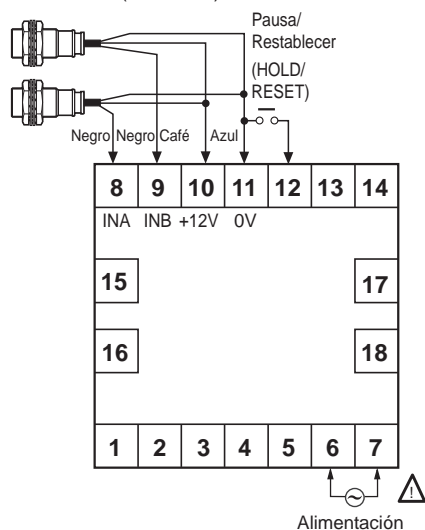 Pausa/
Restablecer
(HOLD/
RESET)
Negro Negro Café Azul
8 9 10 11 12 13 14
INA INB +12V 0V
15 17
16 18
1 2 3 4 5 6 7
Alimentación